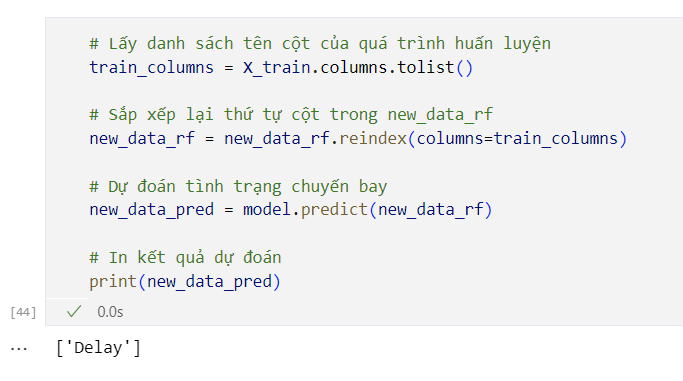 # Lấy danh sách tên cột của quá trình huấn luyện
train_columns = X_train.columns.tolist()
# Sắp xếp lại thứ tự cột trong new_data_rf
new_data_rf = new_data_rf.reindex(columns=train_columns)
# Dự đoán tình trạng chuyến bay
new_data_pred = model.predict(new_data_rf)
# In kết quả dự đoán
print(new_data_pred)
[44] ✓ 0.0s
... ['Delay']